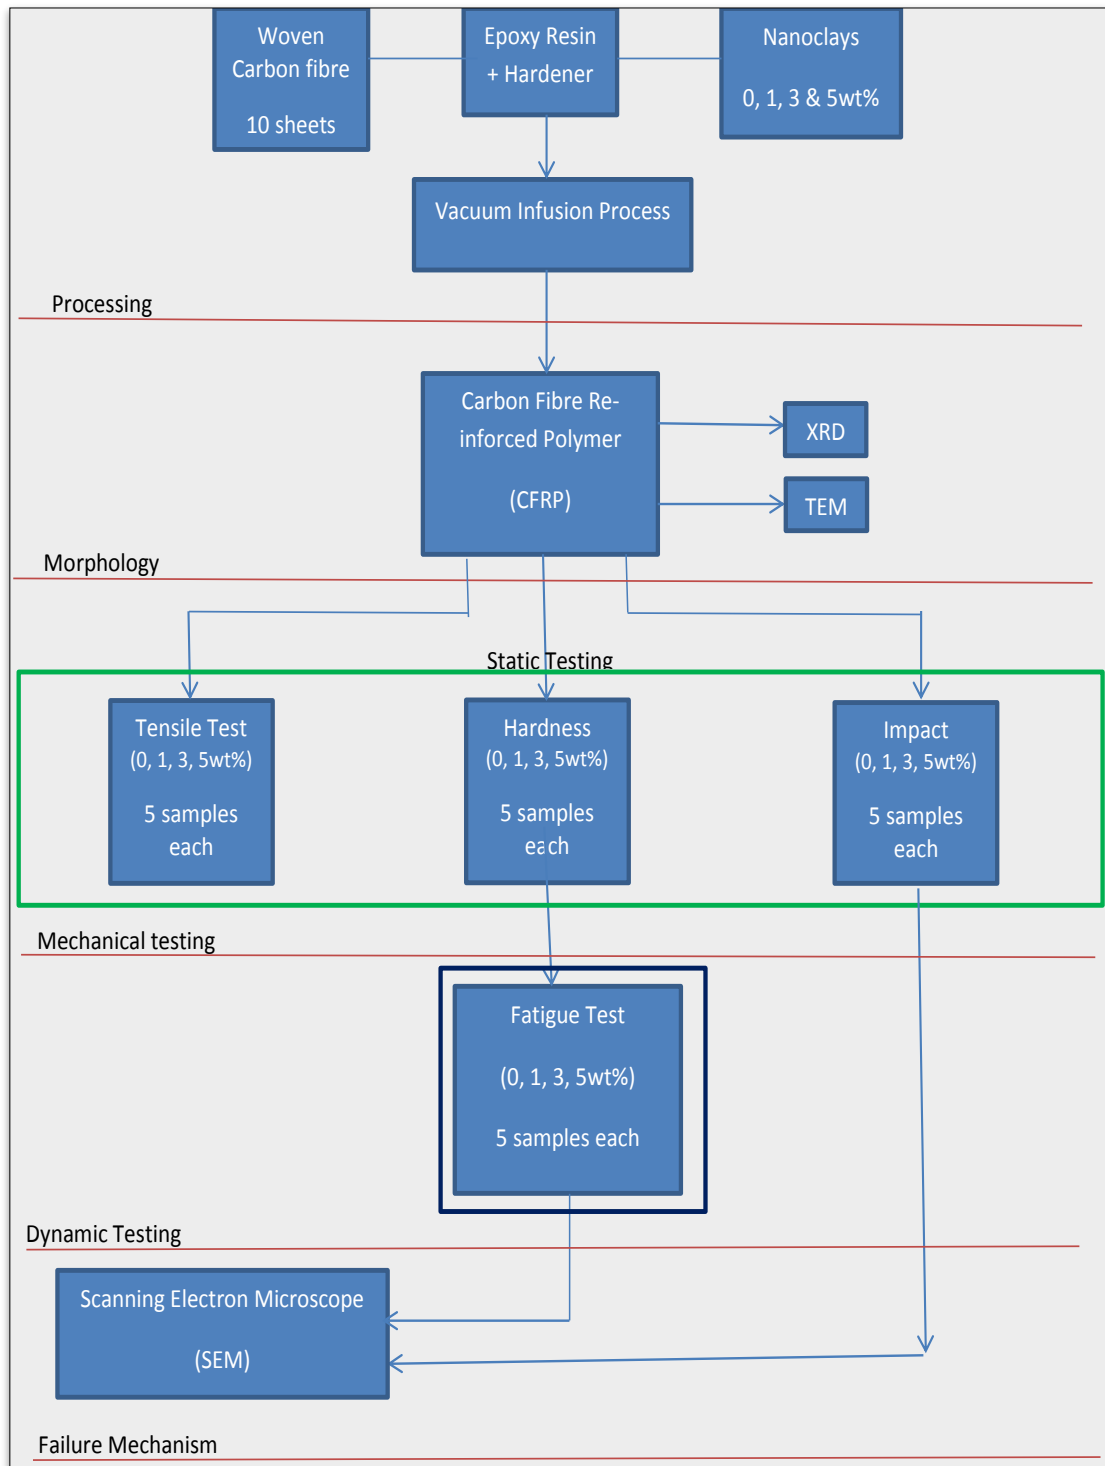 Woven
Carbon fibre
10 sheets
Epoxy Resin
+ Hardener
Nanoclays
0, 1, 3 & 5wt%
Vacuum Infusion Process
Processing
Carbon Fibre Re-
inforced Polymer
(CFRP)
XRD
TEM
Morphology
Static Testing
Tensile Test
(0, 1, 3, 5wt%)
5 samples
each
Hardness
(0, 1, 3, 5wt%)
5 samples
each
Impact
(0, 1, 3, 5wt%)
5 samples
each
Mechanical testing
Fatigue Test
(0, 1, 3, 5wt%)
5 samples each
Dynamic Testing
Scanning Electron Microscope
(SEM)
Failure Mechanism